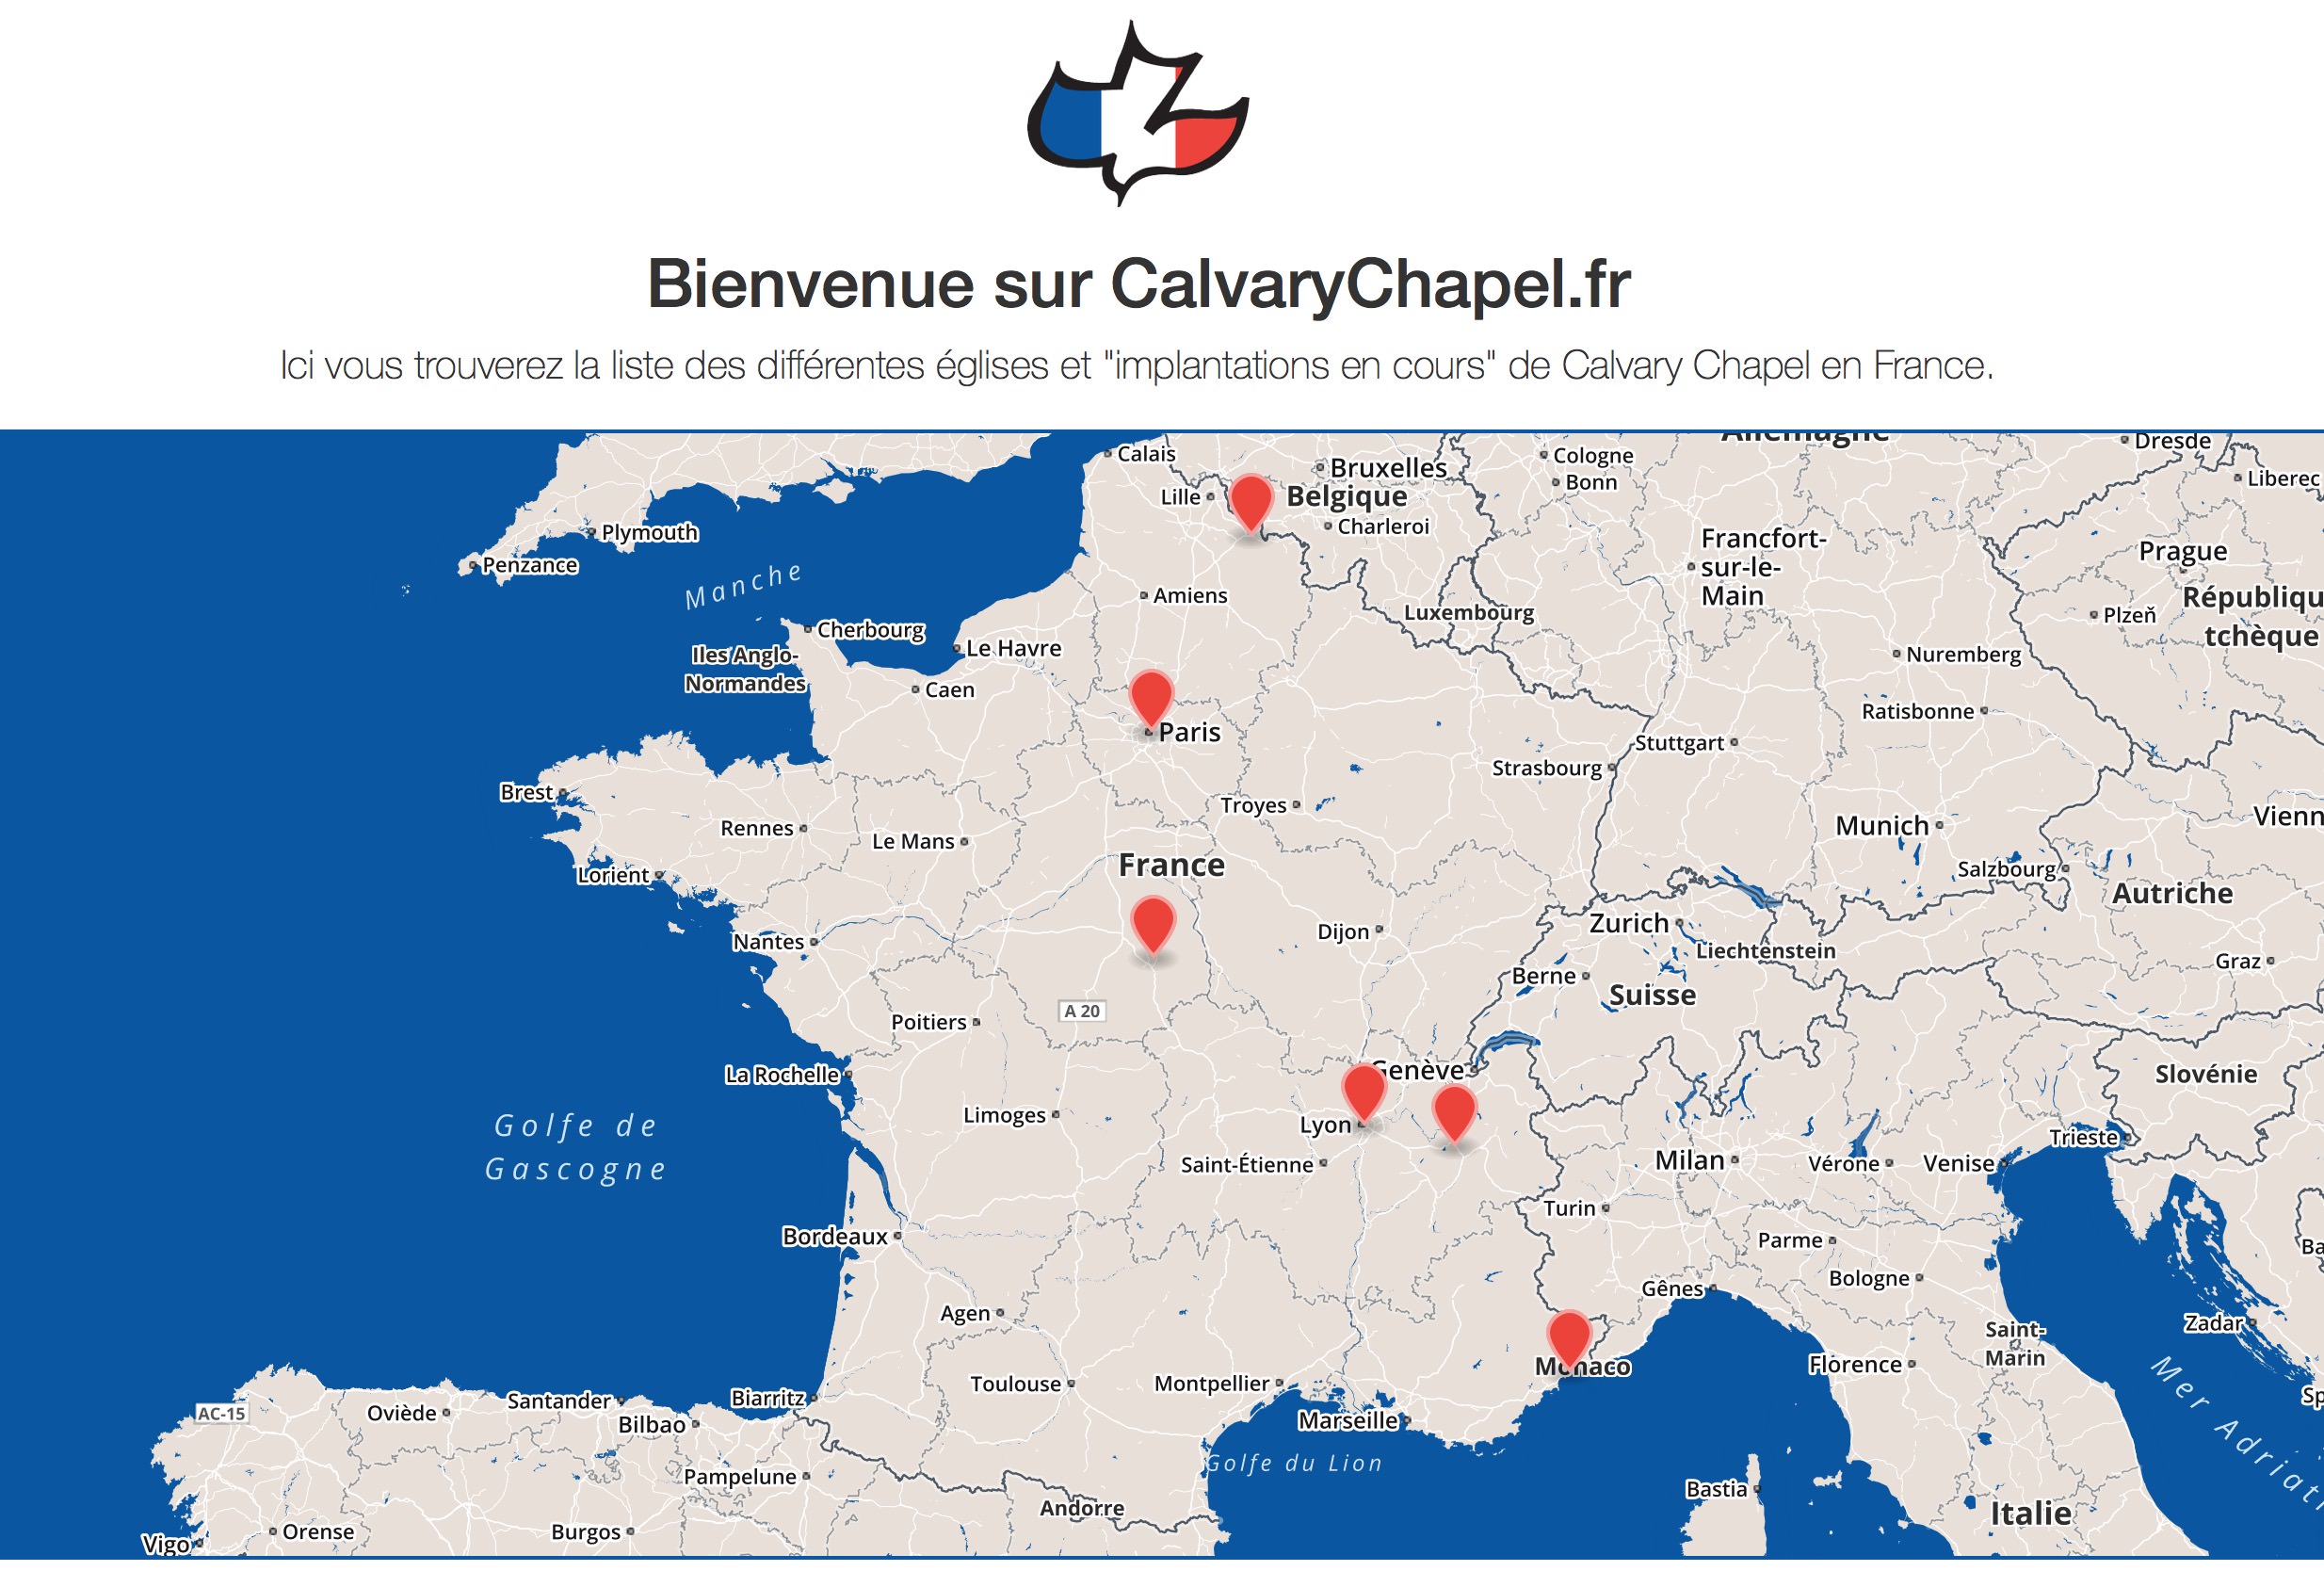 Bienvenue sur CalvaryChapel.fr
Ici vous trouverez la liste des différentes églises et "implantations en cours" de Calvary Chapel en France.
Allemagne
Dresde
Calais
Bruxelles
Cologne
Liberec
Lille
Belgique
Bonn
Charleroi
Plymouth
Francfort-
sur-le-
Main
Prague
Penzance
Manche
Amiens
Luxembourg
Plzeň
Républiqu
tchèque
Cherbourg
Le Havre
Iles Anglo-
Normandes
Nuremberg
Caen
Ratisbonne
Paris
Stuttgart
Strasbourg
Brest
Troyes
Vienn
Rennes
Le Mans
Munich
France
Lorient
Salzbourg
Autriche
Zurich
Dijon
Nantes
Liechtenstein
Graz
Berne
Suisse
A 20
Poitiers
Genève
La Rochelle
Slovénie
Limoges
Golfe de
Gascogne
Lyon
Trieste
Saint-Étienne
Milan
Vérone
Venise
Turin
Bordeaux
Parme
Ba
Bologne
Gênes
Agen
Zadar
Saint-
Marin
Monaco
Florence
Toulouse
Montpellier
Biarritz
Santander
Sp
AC-15
Oviède
Bilbao
Marseille
Mer Adriat
Golfe du Lion
Pampelune
Bastia
Andorre
Italie
Orense
Burgos
Vigo